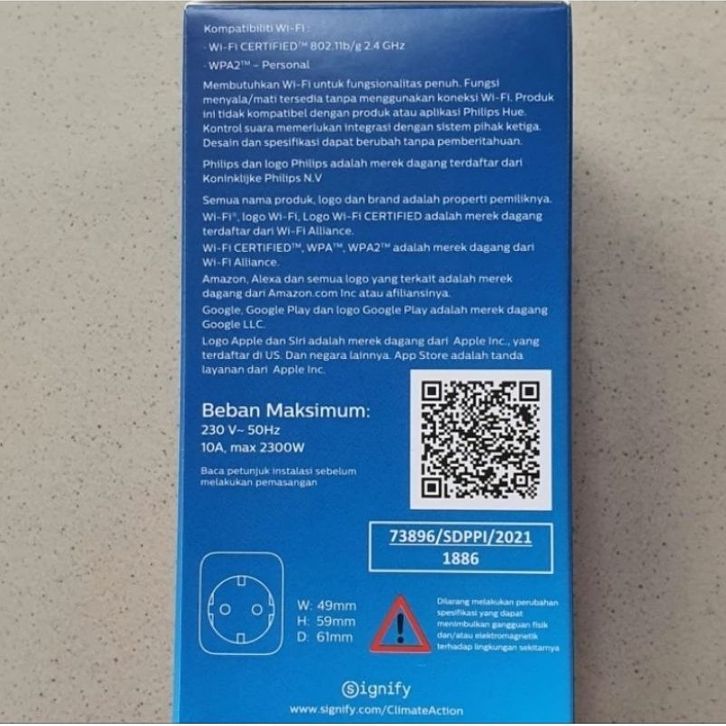 Kompatibiliti Wi-Fi :
· Wi-Fi CERTIFIED™ 802.11b/g 2.4 GHz
· WPA2™ – Personal
Membutuhkan Wi-Fi untuk fungsionalitas penuh. Fungsi
menyala/mati tersedia tanpa menggunakan koneksi Wi-Fi. Produk
ini tidak kompatibel dengan produk atau aplikasi Philips Hue.
Kontrol suara memerlukan integrasi dengan sistem pihak ketiga.
Desain dan spesifikasi dapat berubah tanpa pemberitahuan.
Philips dan logo Philips adalah merek dagang terdaftar dari
Koninklijke Philips N.V
Semua nama produk, logo dan brand adalah properti pemiliknya.
Wi-Fi®, logo Wi-Fi, Logo Wi-Fi CERTIFIED adalah merek dagang
terdaftar dari Wi-Fi Alliance.
Wi-Fi CERTIFIED™, WPA™, WPA2™ adalah merek dagang dari
Wi-Fi Alliance.
Amazon, Alexa dan semua logo yang terkait adalah merek
dagang dari Amazon.com Inc atau afiliansinya.
Google, Google Play dan logo Google Play adalah merek dagang
Google LLC.
Logo Apple dan Siri adalah merek dagang dari Apple Inc., yang
terdaftar di US. Dan negara lainnya. App Store adalah tanda
layanan dari Apple Inc.
Beban Maksimum:
230 V~ 50Hz
10A, max 2300W
Baca petunjuk instalasi sebelum
melakukan pemasangan
73896/SDPPI/2021
1886
W: 49mm
H: 59mm
D: 61mm
Dilarang melakukan perubahan
spesifikasi yang dapat
menimbulkan gangguan fisik
dan/atau elektromagnetik
terhadap lingkungan sekitarnya
Signify
www.signify.com/ClimateAction